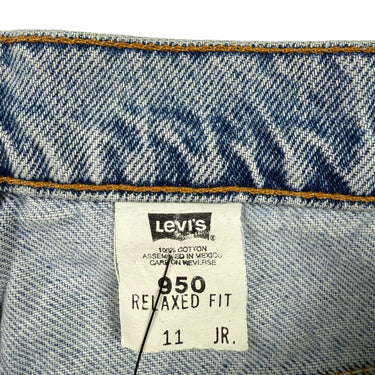 LEVI'S ®
100% COTTON
ASSEMBLED IN MEXICO
CARE ON REVERSE
950
RELAXED FIT
11 JR.